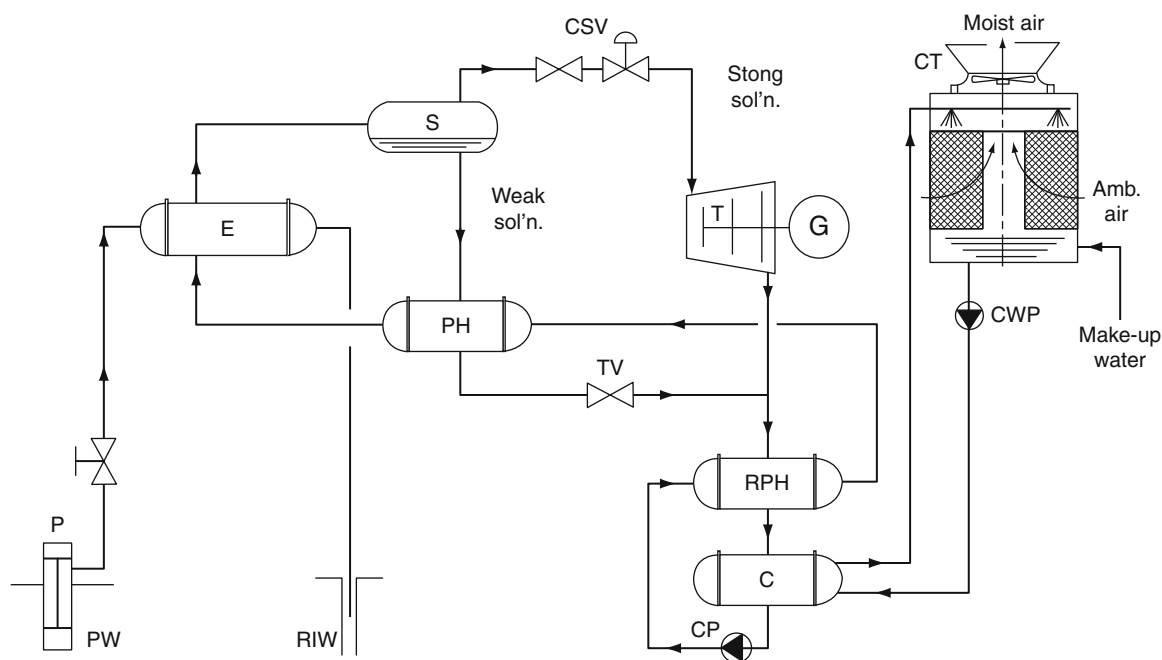 CSV
Moist air
CT
Stong
sol'n.
S
Weak
sol'n.
E
T
G
Amb.
air
PH
CWP
Make-up
water
TV
RPH
P
C
PW
RIW
CP